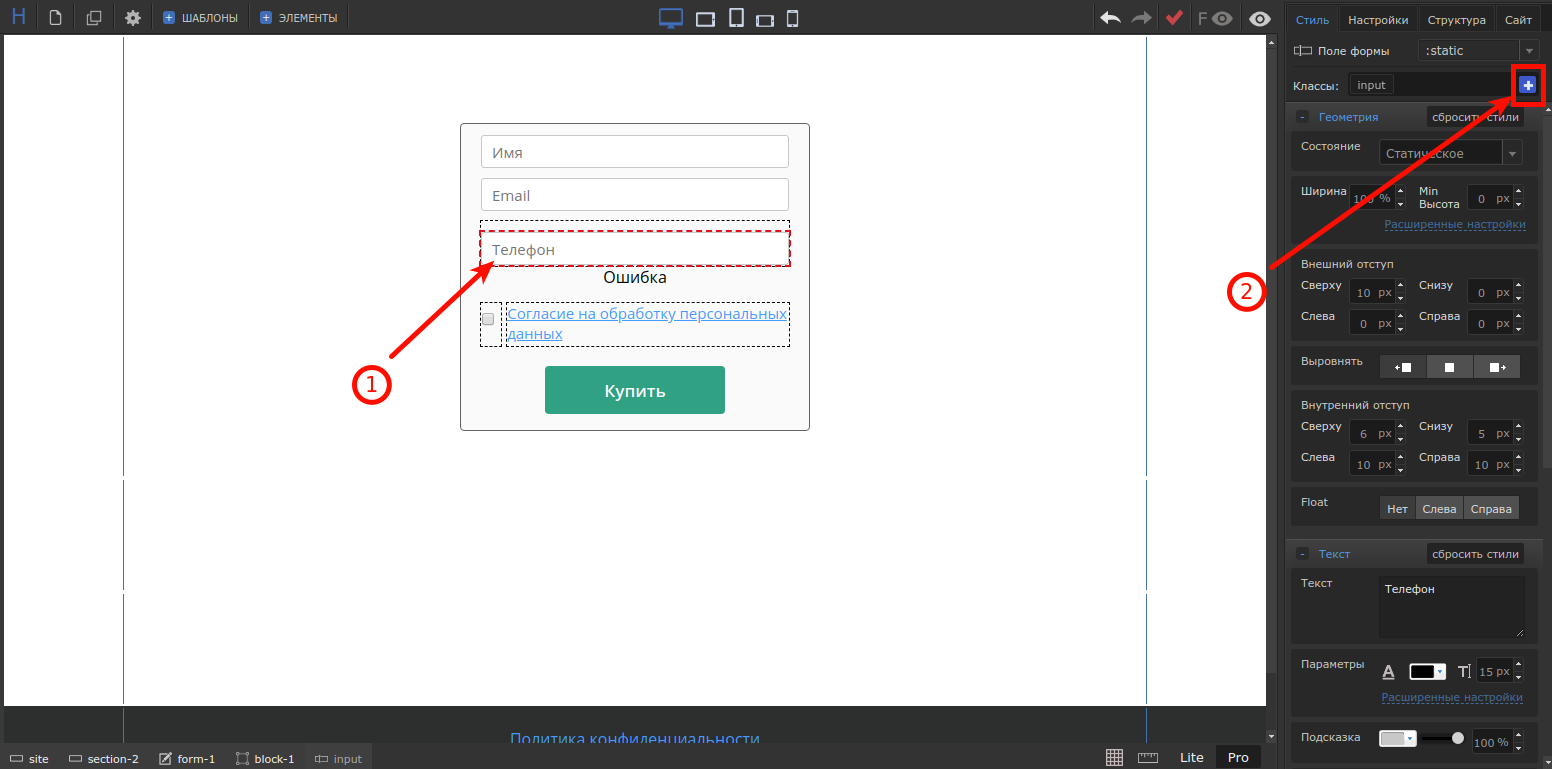 H ШАБЛОНЫ ЭЛЕМЕНТЫ F
Стиль Настройки Структура Сайт
Поле формы :static
Классы: input
Геометрия сбросить стили
Состояние Статическое
Ширина 100 % Min Высота 0 px
Расширенные настройки
Внешний отступ
Сверху 10 px Снизу 0 px
Слева 0 px Справа 0 px
Выровнять
Внутренний отступ
Сверху 6 px Снизу 5 px
Слева 10 px Справа 10 px
Float Нет Слева Справа
Текст сбросить стили
Текст Телефон
Параметры A T 15 px
Расширенные настройки
Подсказка 100 %
Имя
Email
Телефон
Ошибка
Согласие на обработку персональных
данных
Купить
1
2
Политика конфиденциальности
site section-2 form-1 block-1 input Lite Pro